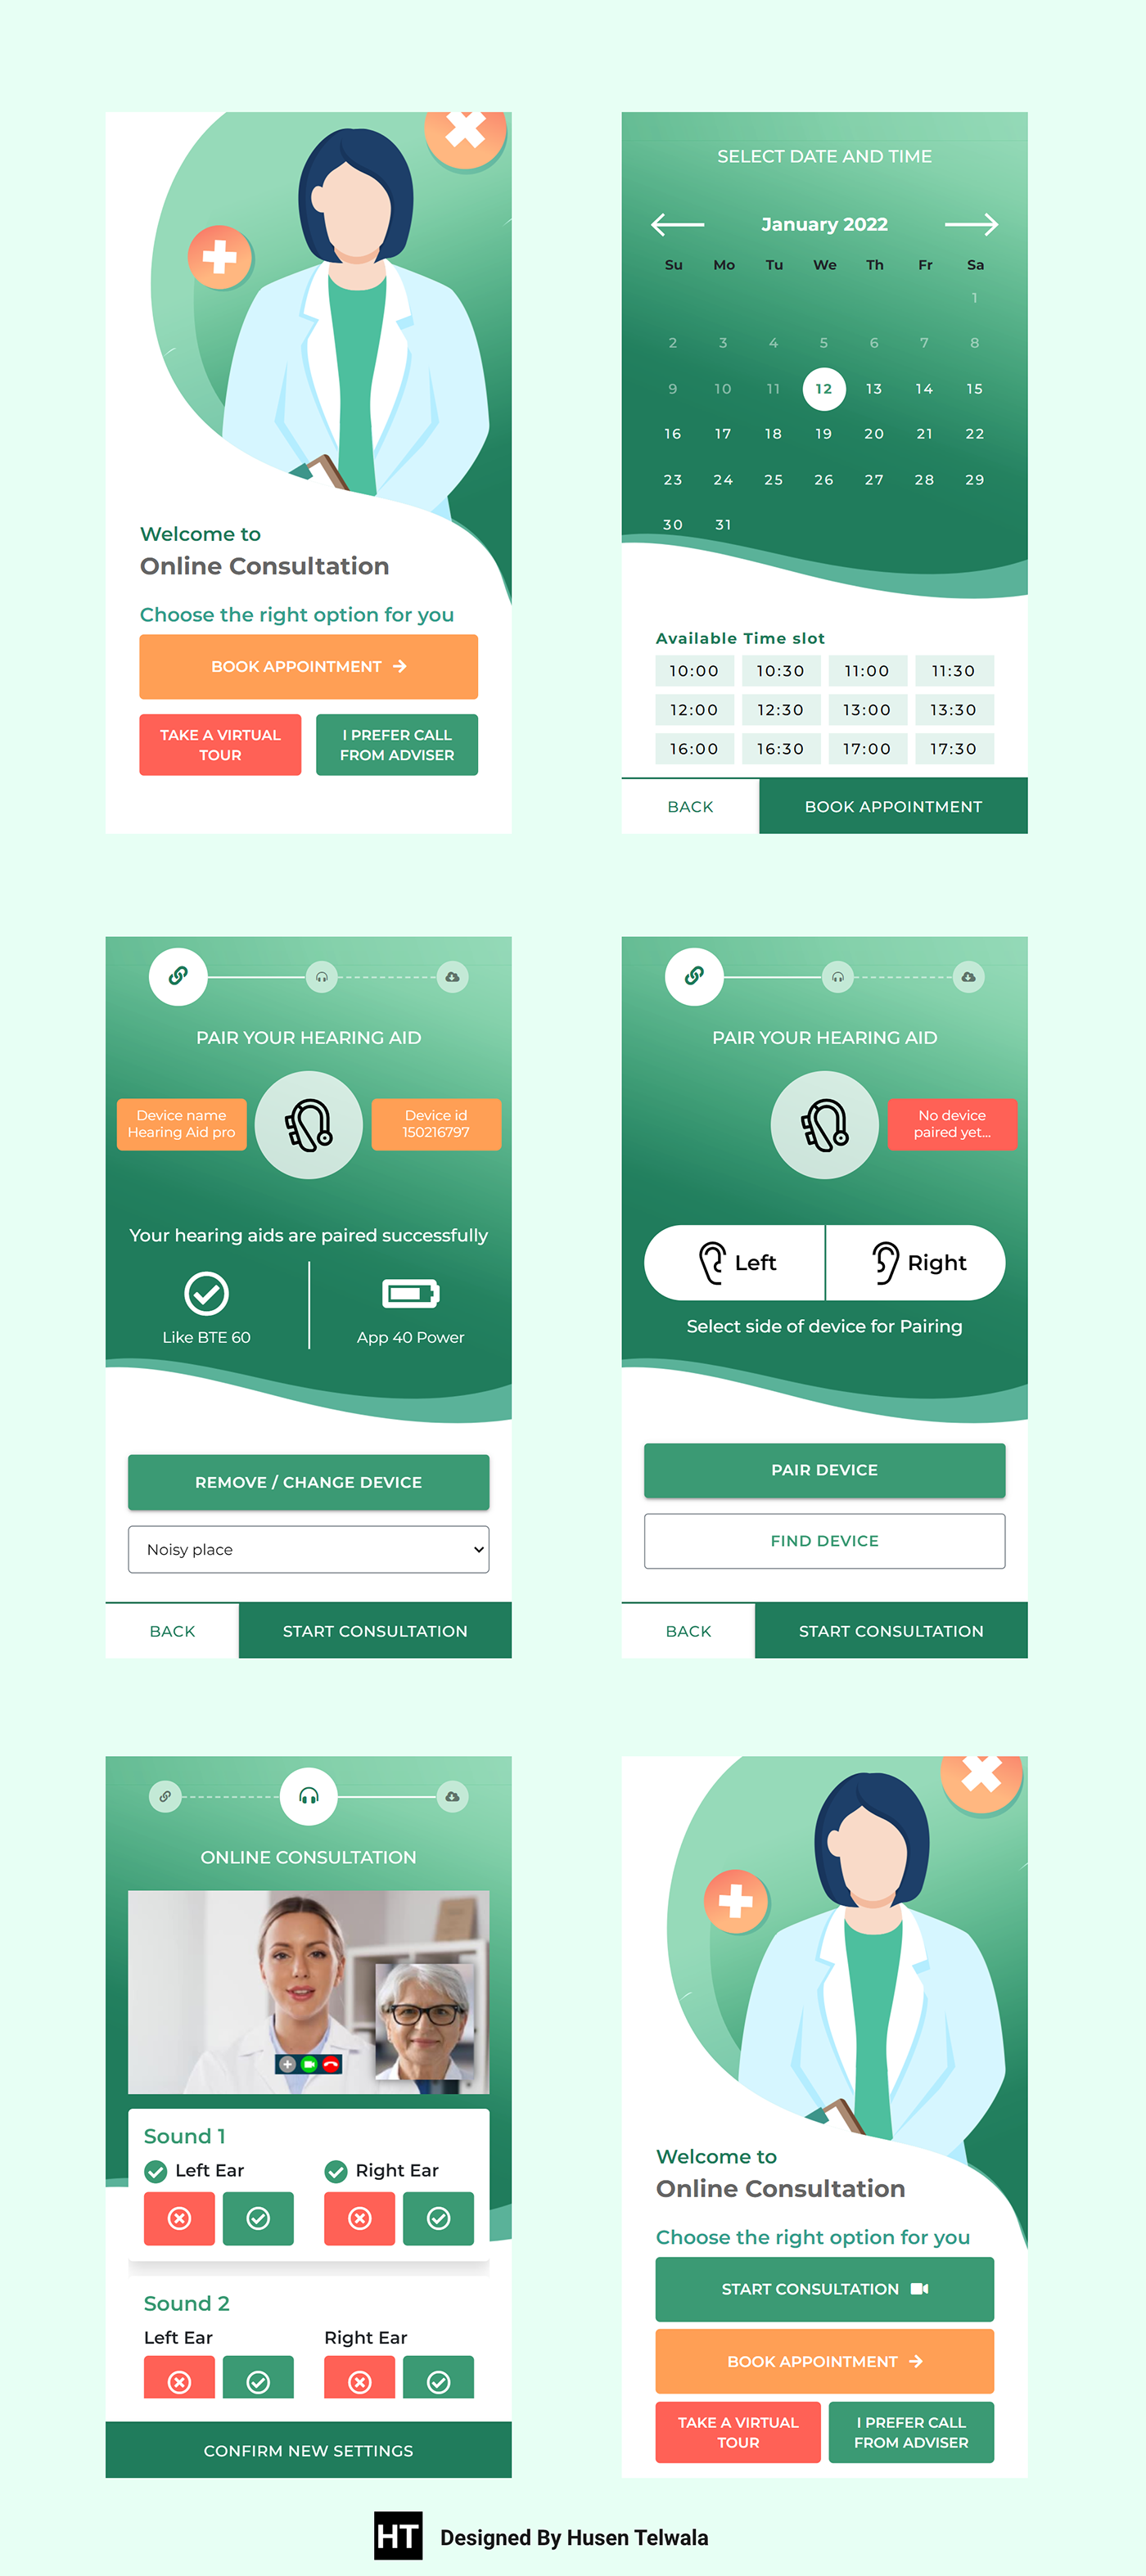 Welcome to
Online Consultation
Choose the right option for you
BOOK APPOINTMENT
TAKE A VIRTUAL
TOUR
I PREFER CALL
FROM ADVISER
SELECT DATE AND TIME
January 2022
Su Mo Tu We Th Fr Sa
1
2 3 4 5 6 7 8
9 10 11 12 13 14 15
16 17 18 19 20 21 22
23 24 25 26 27 28 29
30 31
Available Time slot
10:00 10:30 11:00 11:30
12:00 12:30 13:00 13:30
16:00 16:30 17:00 17:30
BACK BOOK APPOINTMENT
PAIR YOUR HEARING AID
Device name
Hearing Aid pro
Device id
150216797
Your hearing aids are paired successfully
Like BTE 60
App 40 Power
REMOVE / CHANGE DEVICE
Noisy place
BACK START CONSULTATION
PAIR YOUR HEARING AID
No device
paired yet...
Left Right
Select side of device for Pairing
PAIR DEVICE
FIND DEVICE
BACK START CONSULTATION
ONLINE CONSULTATION
Sound 1
Left Ear Right Ear
Sound 2
Left Ear Right Ear
CONFIRM NEW SETTINGS
Welcome to
Online Consultation
Choose the right option for you
START CONSULTATION
BOOK APPOINTMENT
TAKE A VIRTUAL
TOUR
I PREFER CALL
FROM ADVISER
HT Designed By Husen Telwala